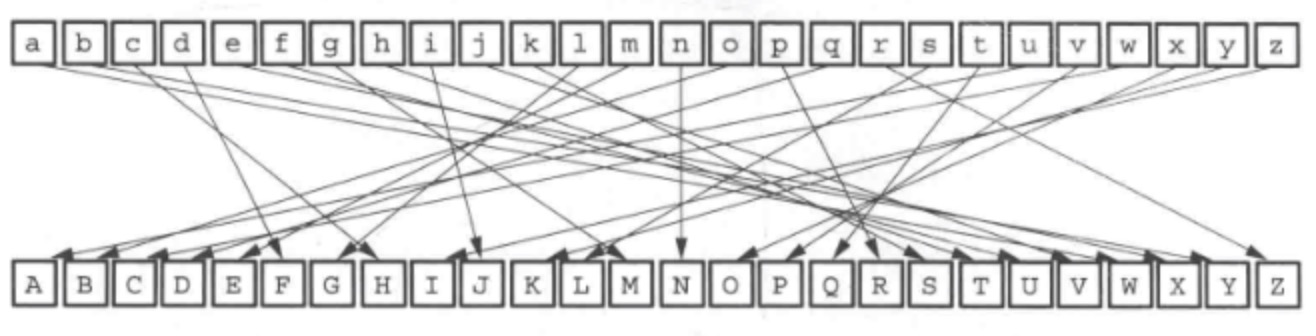 a b c d e f g h i j k l m n o p q r s t u v w x y z
A B C D E F G H I J K L M N O P Q R S T U V W X Y Z